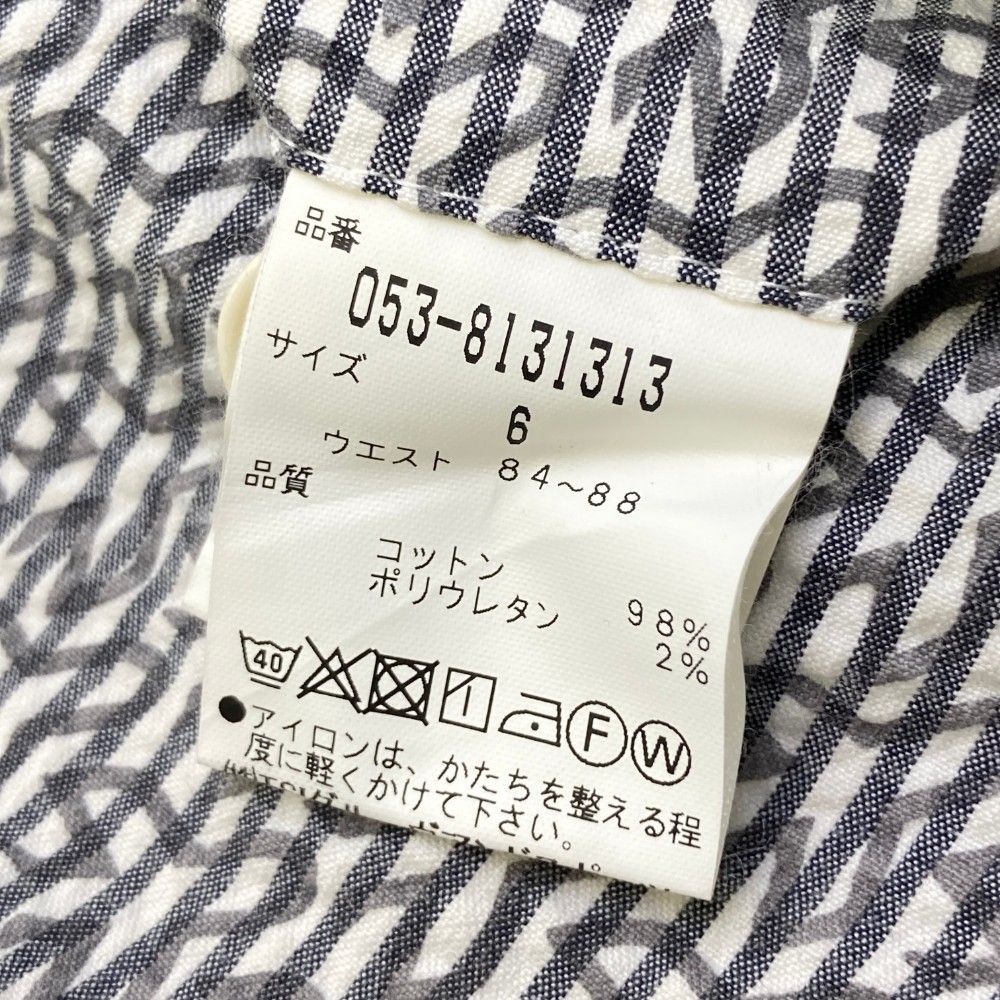 品番
053-8131313
サイズ
6
ウエスト 84~88
品質
コットン 98%
ポリウレタン 2%
40
F W
●アイロンは、かたちを整える程
度に軽くかけて下さい。